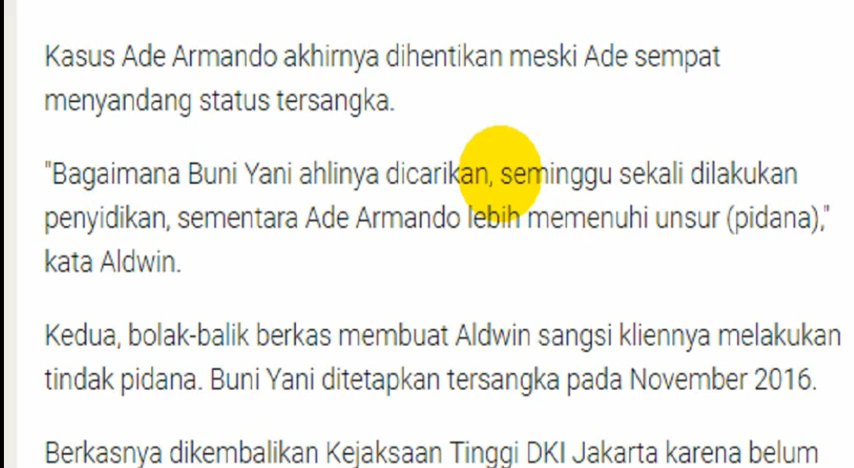 Kasus Ade Armando akhirnya dihentikan meski Ade sempat
menyandang status tersangka.
"Bagaimana Buni Yani ahlinya dicarikan, seminggu sekali dilakukan
penyidikan, sementara Ade Armando lebih memenuhi unsur (pidana),"
kata Aldwin.
Kedua, bolak-balik berkas membuat Aldwin sangsi kliennya melakukan
tindak pidana. Buni Yani ditetapkan tersangka pada November 2016.
Berkasnya dikembalikan Kejaksaan Tinggi DKI Jakarta karena belum